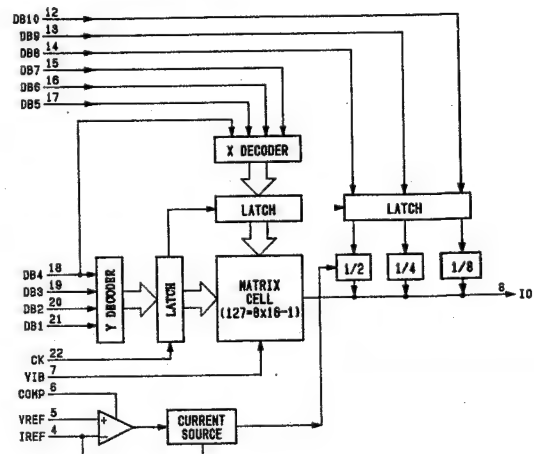 DB10 12
DB9 13
DB8 14
DB7 15
DB6 16
DB5 17
X DECODER
LATCH
LATCH
DB4 18
DB3 19
DB2 20
DB1 21
Y DECODER
LATCH
MATRIX
CELL
(127=8x16-1)
1/2
1/4
1/8
8 IO
CK 22
VIB 7
COMP 6
VREF 5
IREF 4
+
−
CURRENT
SOURCE